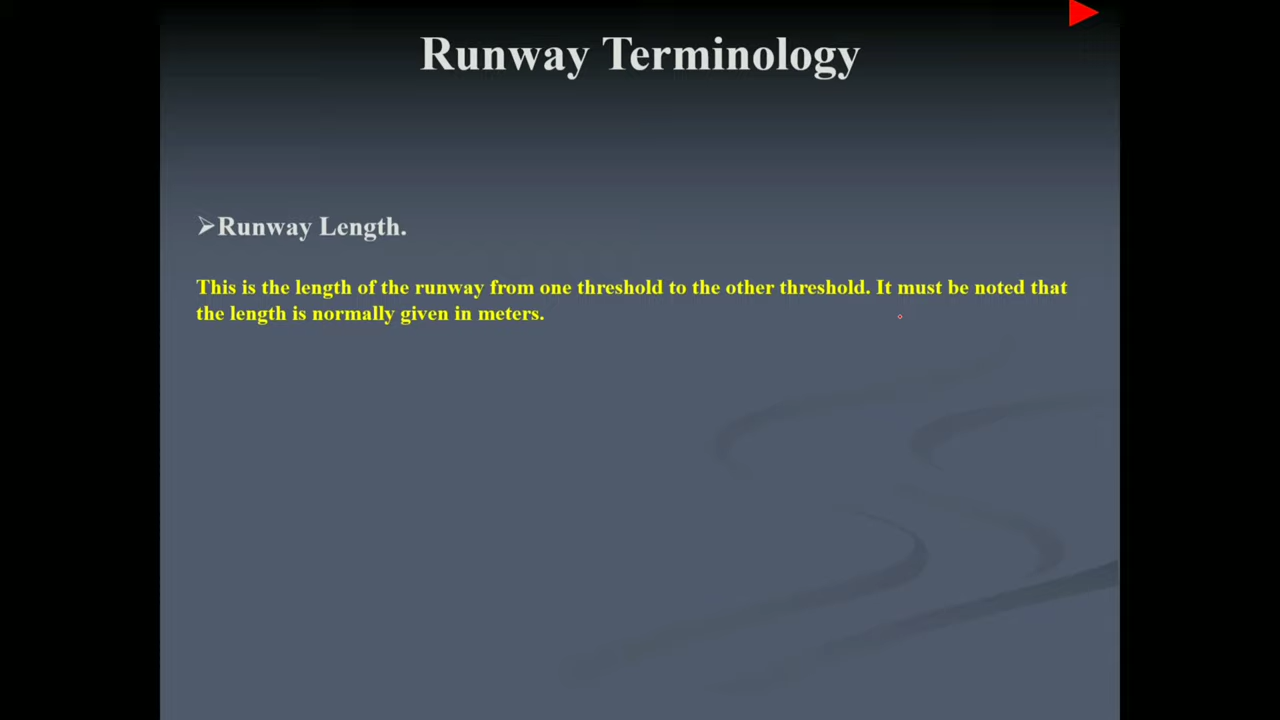 Runway Terminology
➢Runway Length.
This is the length of the runway from one threshold to the other threshold. It must be noted that
the length is normally given in meters.